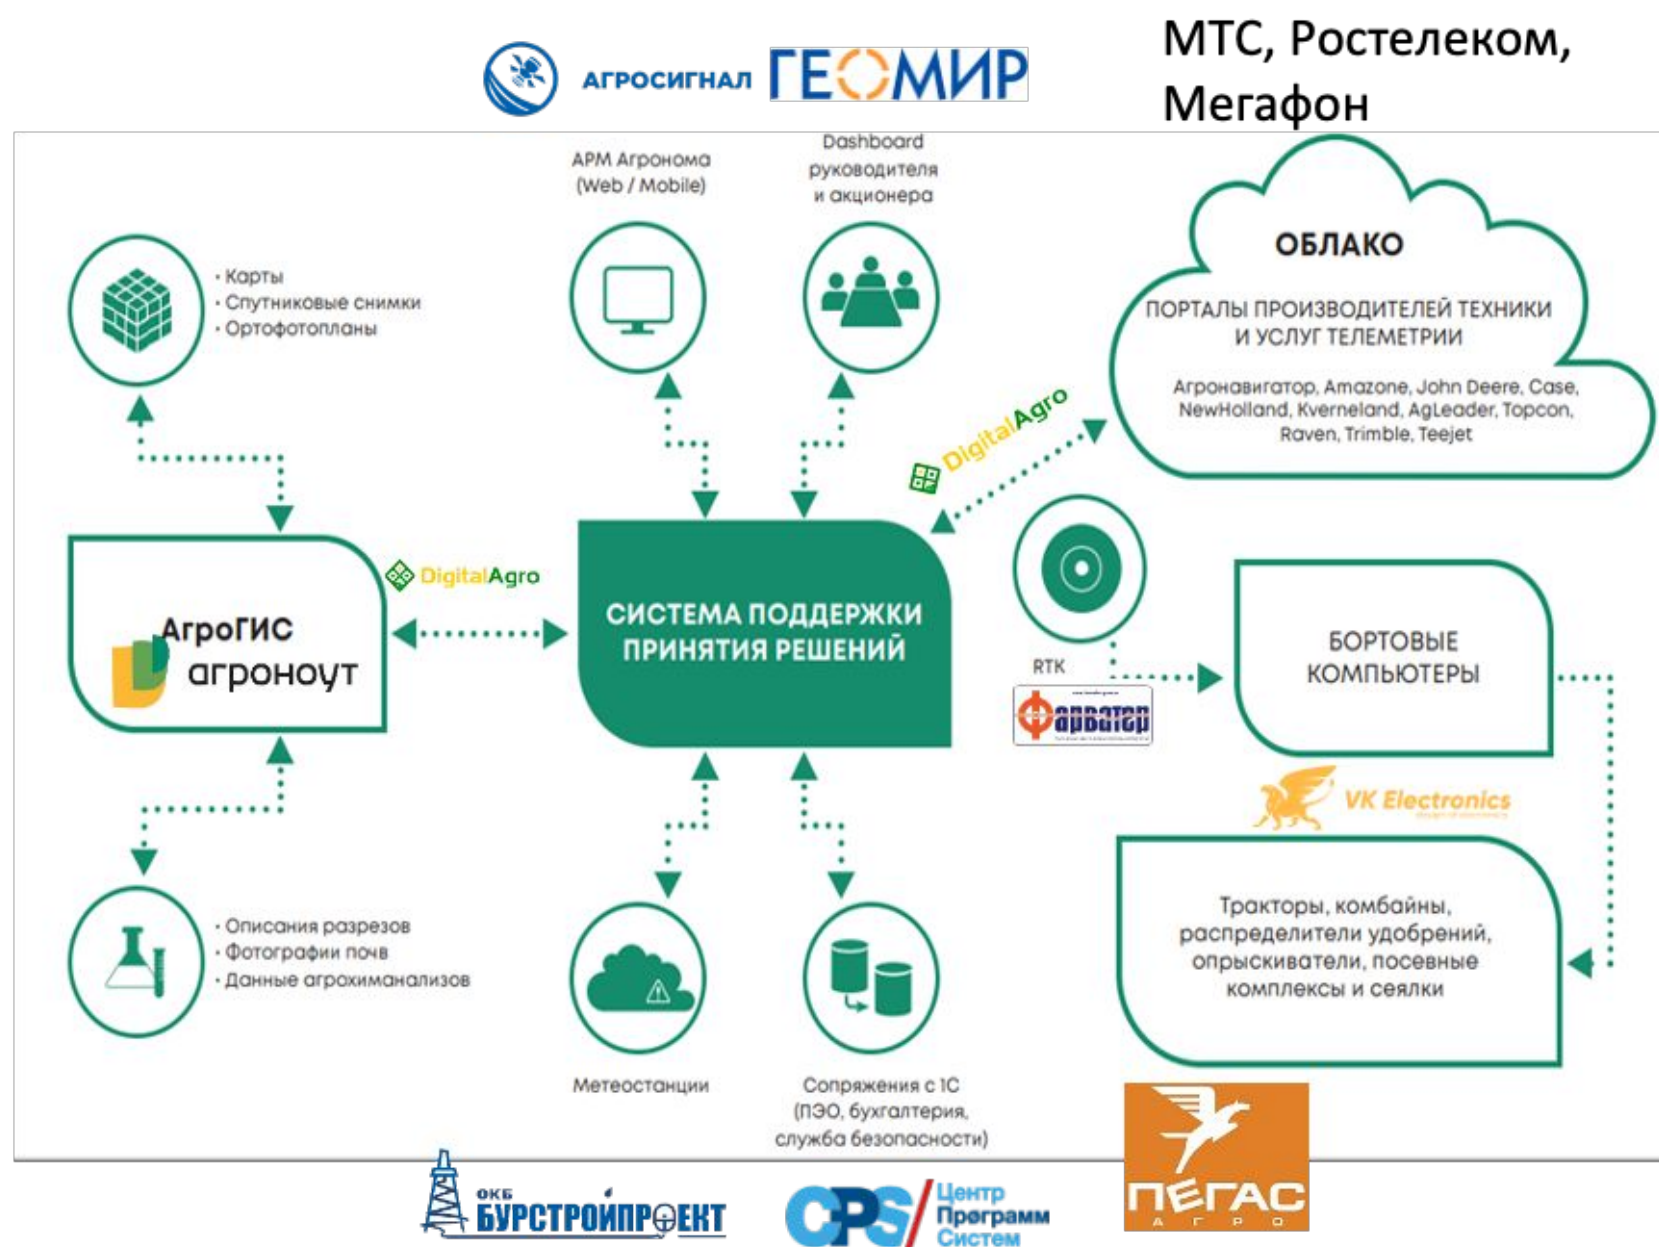 АГРОСИГНАЛ
ГЕОМИР
МТС, Ростелеком,
Мегафон
АРМ Агронома
(Web / Mobile)
Dashboard
руководителя
и акционера
ОБЛАКО
ПОРТАЛЫ ПРОИЗВОДИТЕЛЕЙ ТЕХНИКИ
И УСЛУГ ТЕЛЕМЕТРИИ
Агронавигатор, Amazone, John Deere, Case,
NewHolland, Kverneland, AgLeader, Topcon,
Raven, Trimble, Teejet
· Карты
· Спутниковые снимки
· Ортофотопланы
DigitalAgro
DigitalAgro
АгроГИС
агроноут
СИСТЕМА ПОДДЕРЖКИ
ПРИНЯТИЯ РЕШЕНИЙ
RTK
Фарватер
БОРТОВЫЕ
КОМПЬЮТЕРЫ
VK Electronics
Тракторы, комбайны,
распределители удобрений,
опрыскиватели, посевные
комплексы и сеялки
· Описания разрезов
· Фотографии почв
· Данные агрохиманализов
Метеостанции
Сопряжения с 1С
(ПЭО, бухгалтерия,
служба безопасности)
ОКБ
БУРСТРОЙПРОЕКТ
CPS
Центр
Программ
Систем
ПЕГАС
АГРО